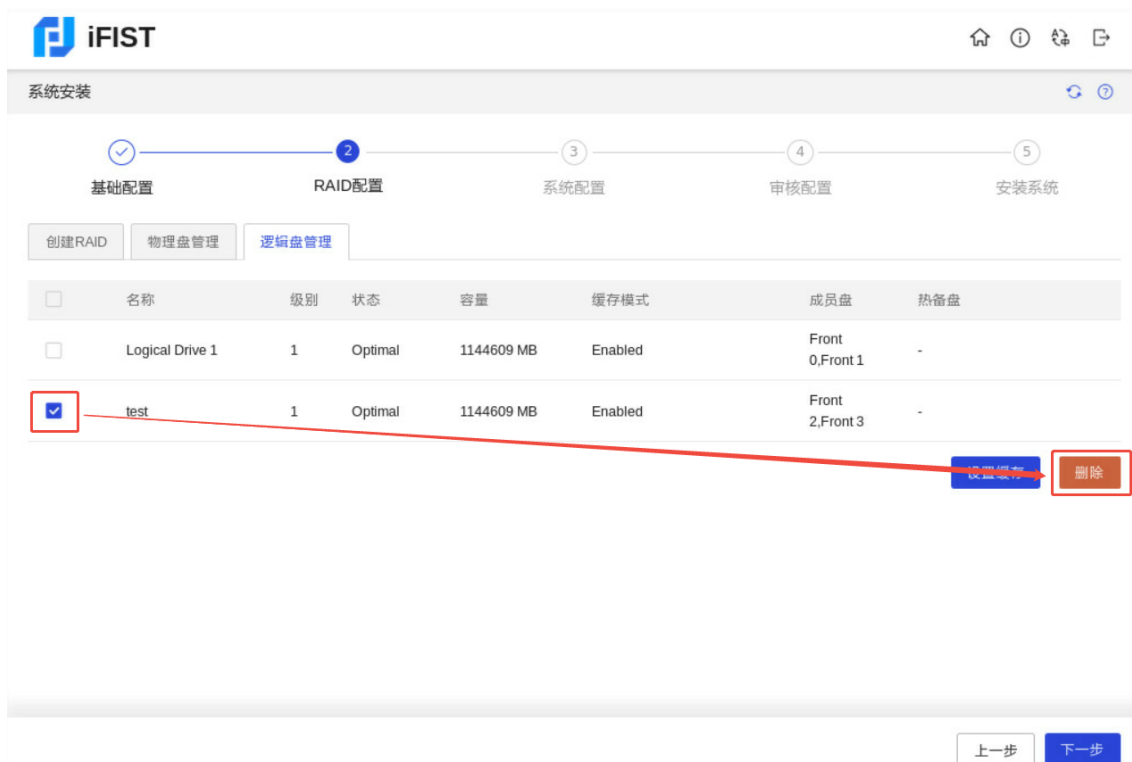 iFIST
系统安装
2 3 4 5
基础配置 RAID配置 系统配置 审核配置 安装系统
创建RAID 物理盘管理 逻辑盘管理
名称 级别 状态 容量 缓存模式 成员盘 热备盘
Logical Drive 1 1 Optimal 1144609 MB Enabled Front 0,Front 1 -
test 1 Optimal 1144609 MB Enabled Front 2,Front 3 -
设置缓存 删除
上一步 下一步